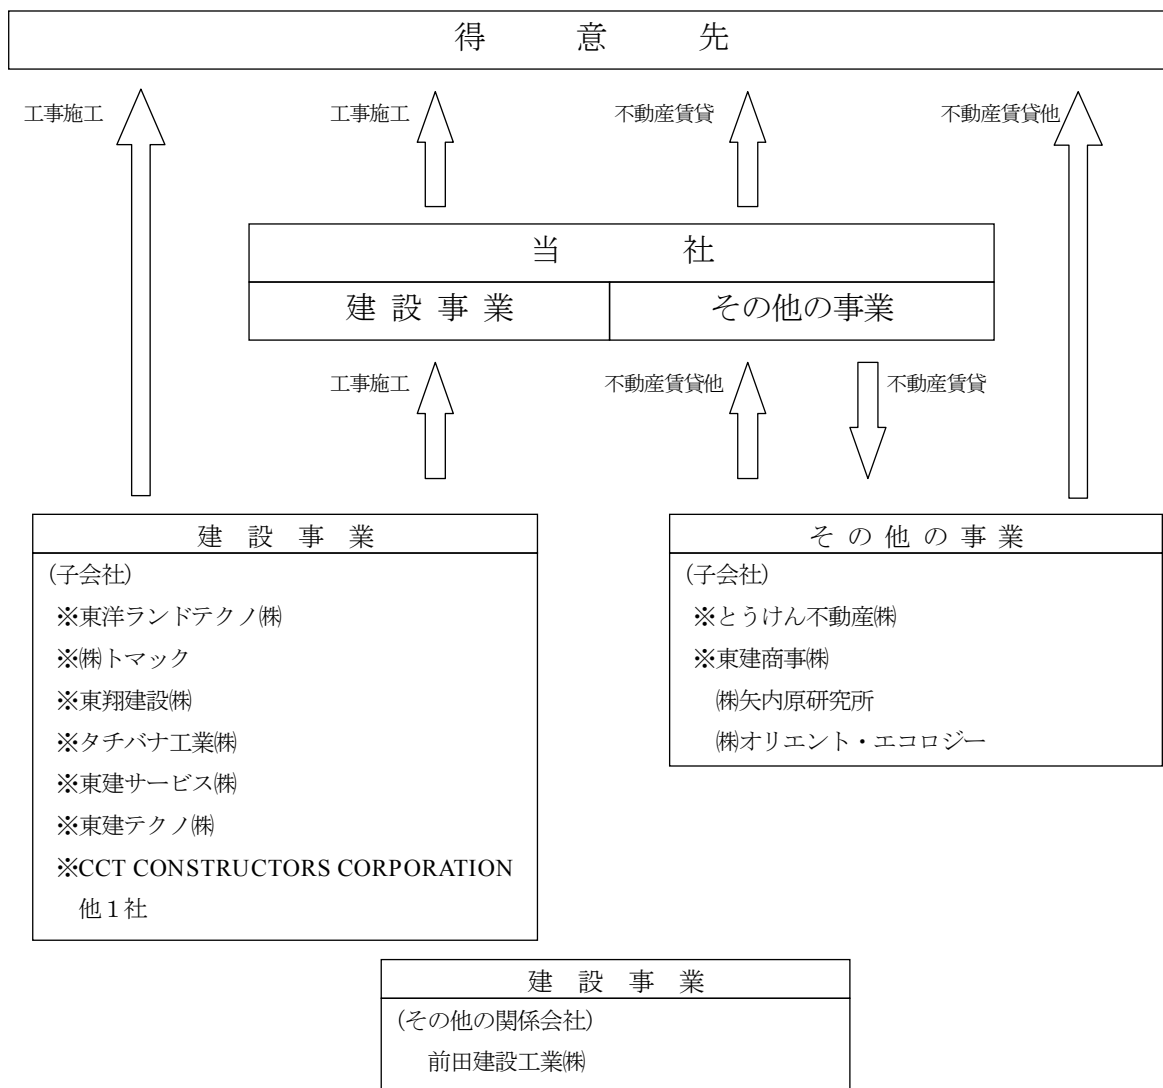 得意先
工事施工
工事施工
不動産賃貸
不動産賃貸他
当社
建設事業
その他の事業
工事施工
不動産賃貸他
不動産賃貸
建設事業
(子会社)
※東洋ランドテクノ㈱
※㈱トマック
※東翔建設㈱
※タチバナ工業㈱
※東建サービス㈱
※東建テクノ㈱
※CCT CONSTRUCTORS CORPORATION
他１社
その他の事業
(子会社)
※とうけん不動産㈱
※東建商事㈱
㈱矢内原研究所
㈱オリエント・エコロジー
建設事業
(その他の関係会社)
前田建設工業㈱